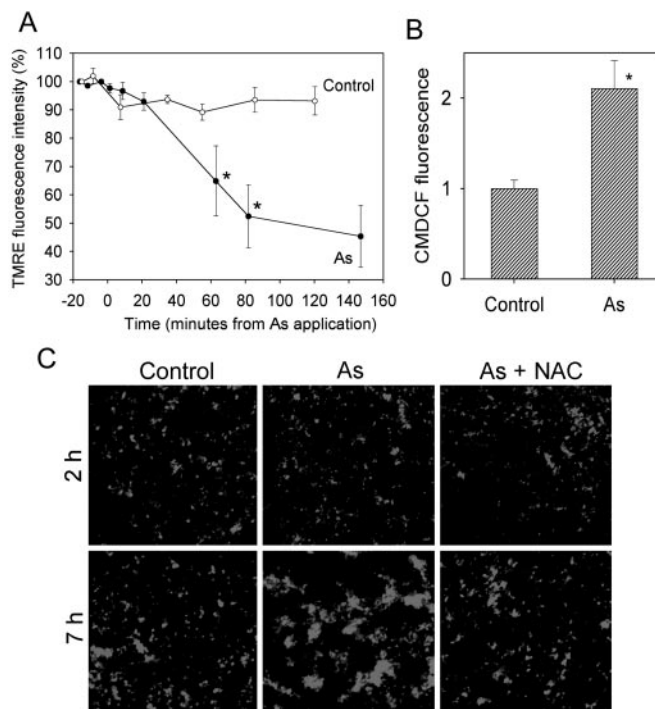 A
TMRE fluorescence intensity (%)
110
100
90
80
70
60
50
40
30
Control
*
*
As
-20
0
20
40
60
80
100
120
140
160
Time (minutes from As application)
B
CMDCF fluorescence
2
1
0
*
Control
As
C
Control
As
As + NAC
2 h
7 h